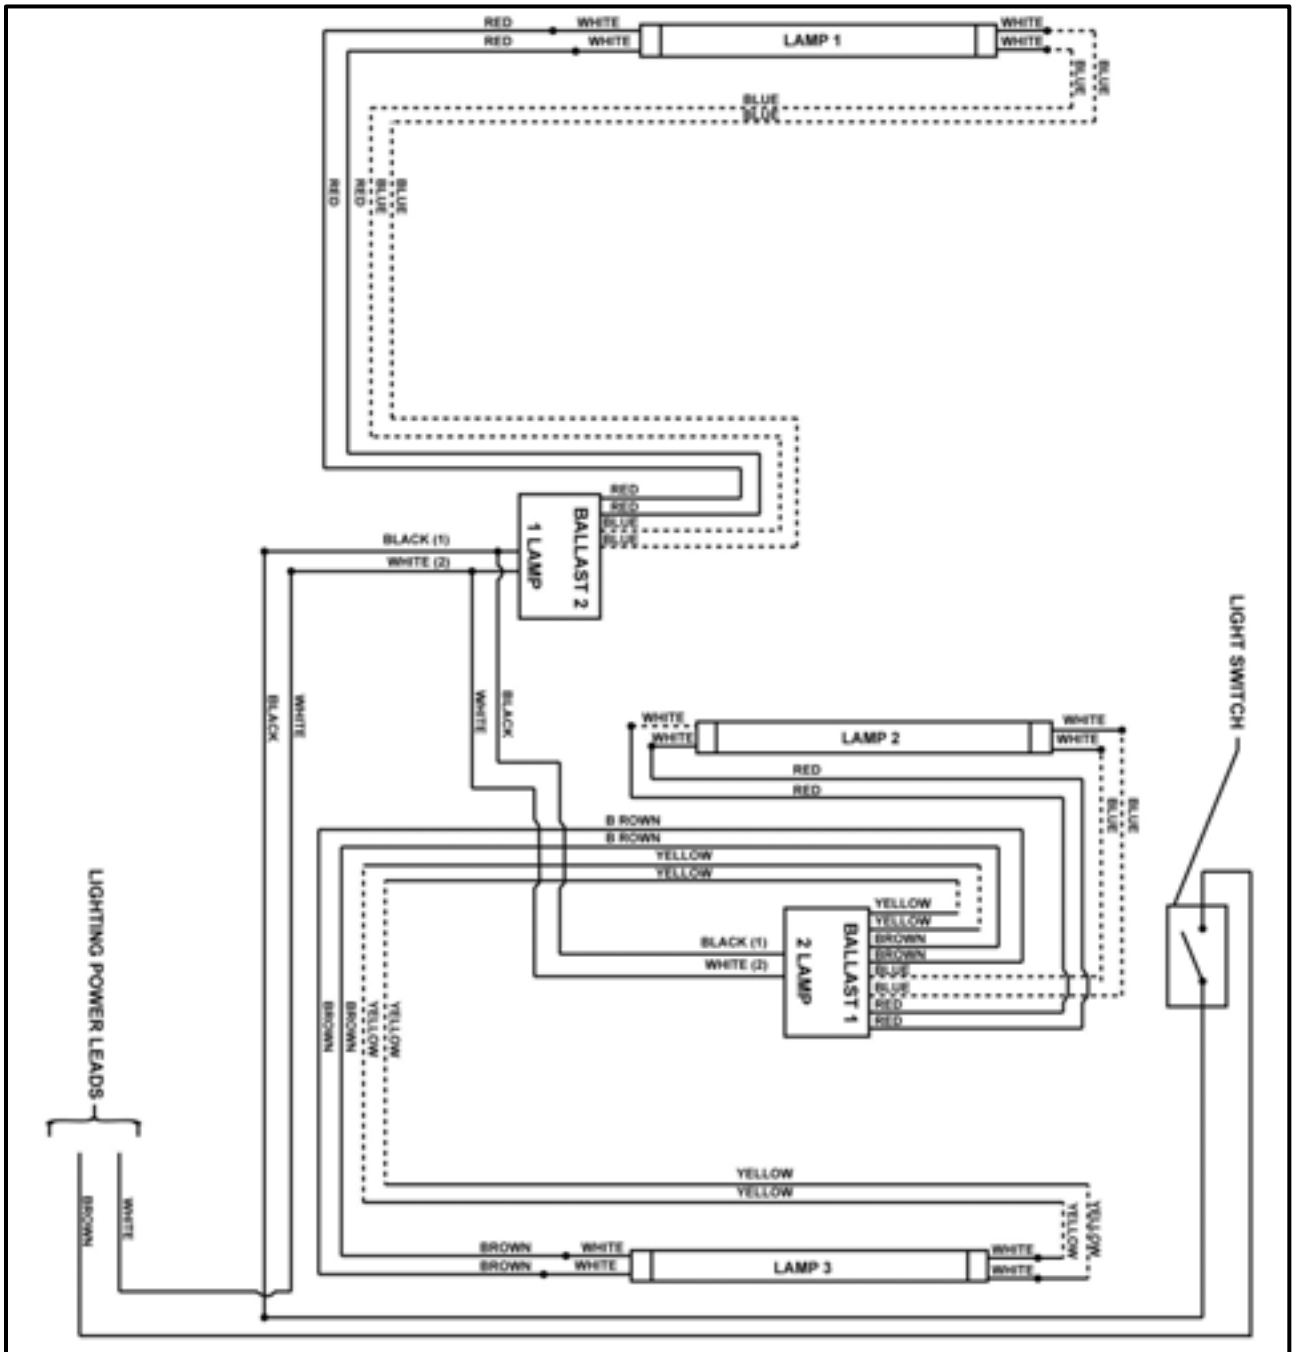 RED WHITE
RED WHITE
LAMP 1
WHITE
WHITE
BLUE
BLUE
BLUE
BLUE
RED
RED
BLUE
BLUE
RED
RED
BLUE
BLUE
BALLAST 2
1 LAMP
BLACK (1)
WHITE (2)
LIGHT SWITCH
BLACK
WHITE
WHITE
BLACK
WHITE
WHITE
LAMP 2
WHITE
WHITE
RED
RED
BLUE
BLUE
B ROWN
B ROWN
YELLOW
YELLOW
YELLOW
YELLOW
BROWN
BROWN
BLUE
BLUE
RED
RED
BALLAST 1
2 LAMP
BLACK (1)
WHITE (2)
LIGHTING POWER LEADS
BROWN
BROWN
YELLOW
YELLOW
BROWN
WHITE
YELLOW
YELLOW
YELLOW
YELLOW
BROWN WHITE
BROWN WHITE
LAMP 3
WHITE
WHITE